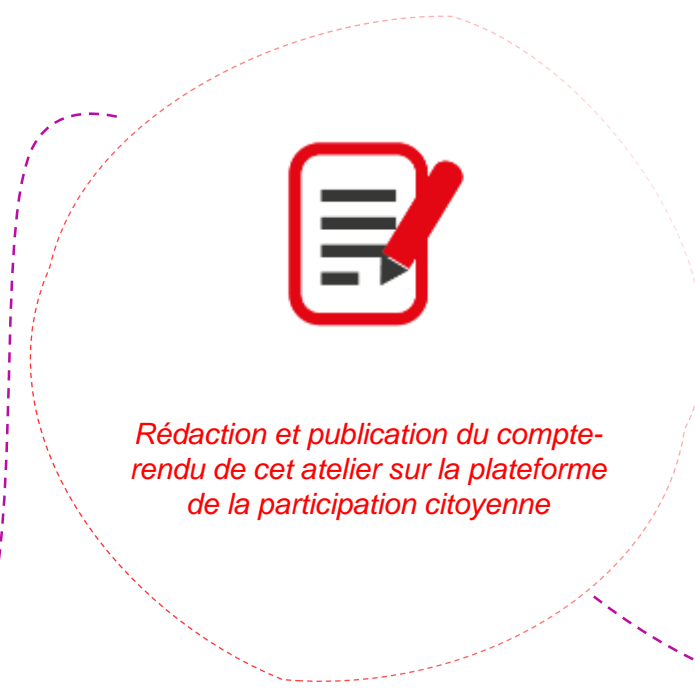 Rédaction et publication du compte-
rendu de cet atelier sur la plateforme
de la participation citoyenne